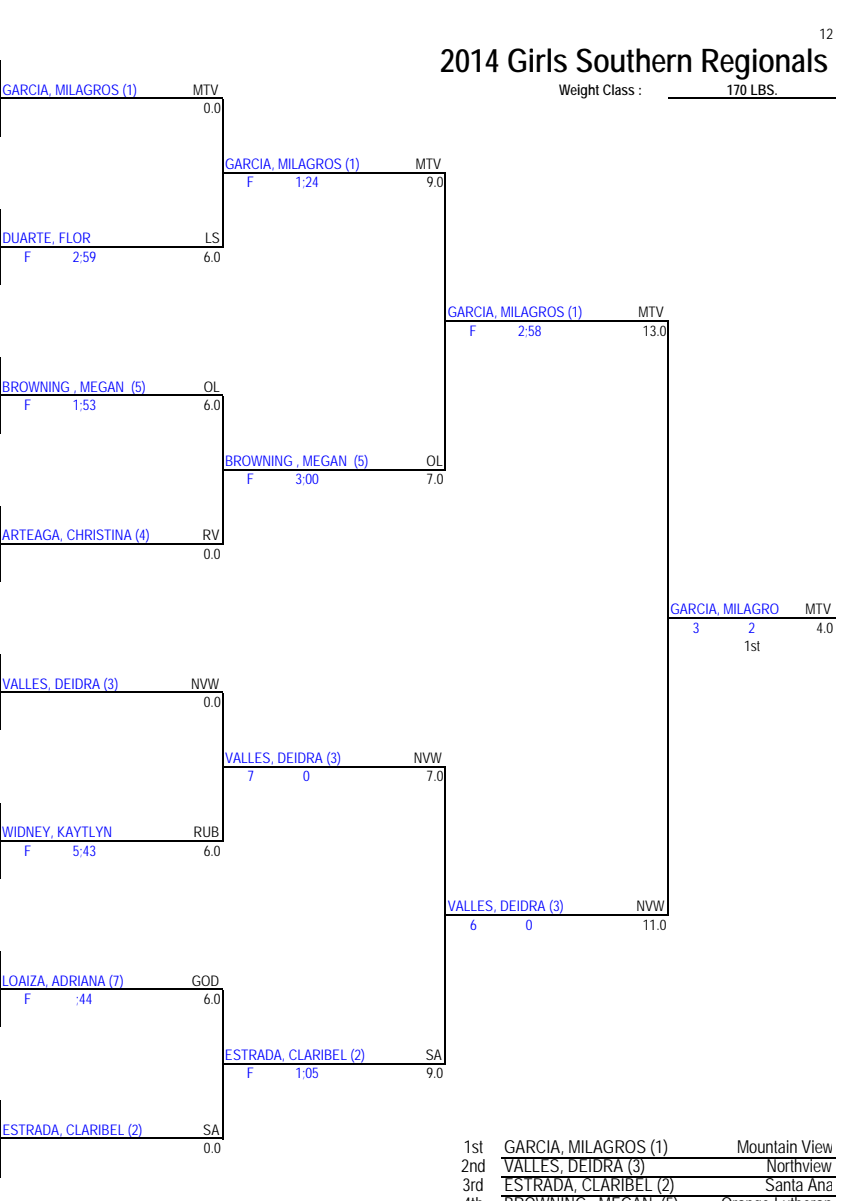 12
2014 Girls Southern Regionals
Weight Class : 170 LBS.
GARCIA, MILAGROS (1) MTV
0.0
GARCIA, MILAGROS (1) MTV
F 1;24 9.0
DUARTE, FLOR LS
F 2;59 6.0
GARCIA, MILAGROS (1) MTV
F 2;58 13.0
BROWNING , MEGAN (5) OL
F 1;53 6.0
BROWNING , MEGAN (5) OL
F 3;00 7.0
ARTEAGA, CHRISTINA (4) RV
0.0
GARCIA, MILAGRO MTV
3 2 4.0
1st
VALLES, DEIDRA (3) NVW
0.0
VALLES, DEIDRA (3) NVW
7 0 7.0
WIDNEY, KAYTLYN RUB
F 5;43 6.0
VALLES, DEIDRA (3) NVW
6 0 11.0
LOAIZA, ADRIANA (7) GOD
F ;44 6.0
ESTRADA, CLARIBEL (2) SA
F 1;05 9.0
ESTRADA, CLARIBEL (2) SA
0.0
1st GARCIA, MILAGROS (1) Mountain View
2nd VALLES, DEIDRA (3) Northview
3rd ESTRADA, CLARIBEL (2) Santa Ana
4th BROWNING , MEGAN (5) Orange Lutheran